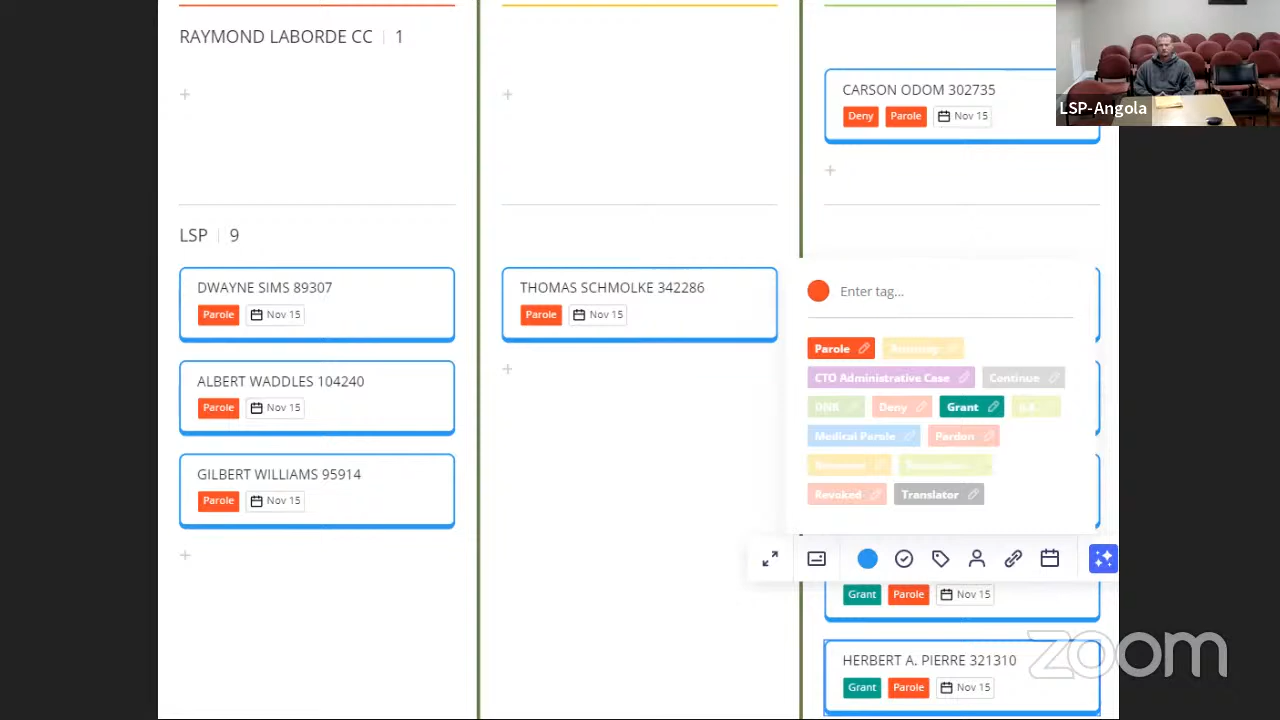 RAYMOND LABORDE CC | 1
+
+
CARSON ODOM 302735
Deny Parole Nov 15
LSP-Angola
+
LSP | 9
DWAYNE SIMS 89307
Parole Nov 15
THOMAS SCHMOLKE 342286
Parole Nov 15
Enter tag...
Parole
CTO Administrative Case Continue
DNR Deny Grant
Medical Parole Pardon
Revoked Translator
ALBERT WADDLES 104240
Parole Nov 15
+
GILBERT WILLIAMS 95914
Parole Nov 15
+
Grant Parole Nov 15
HERBERT A. PIERRE 321310
Grant Parole Nov 15
zoom